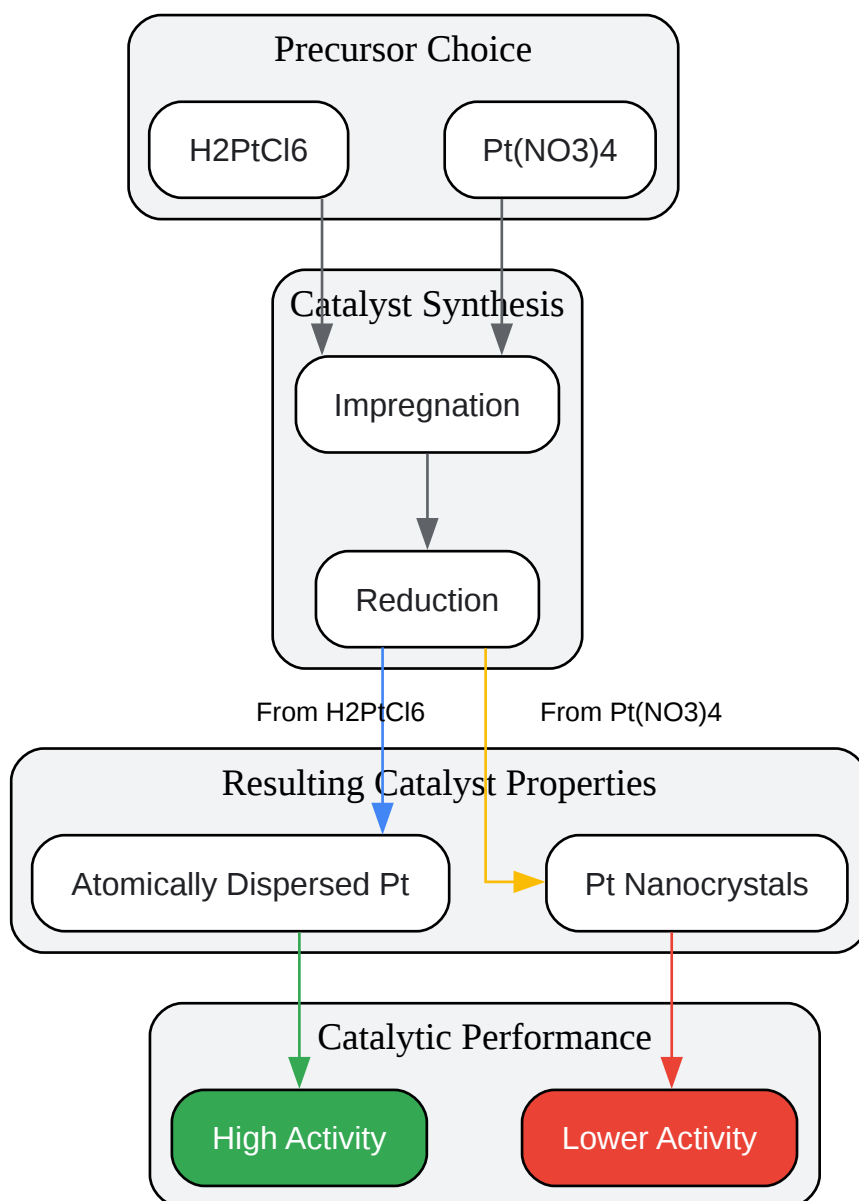 Precursor Choice
H2PtCl6
Pt(NO3)4
Catalyst Synthesis
Impregnation
Reduction
From H2PtCl6
From Pt(NO3)4
Resulting Catalyst Properties
Atomically Dispersed Pt
Pt Nanocrystals
Catalytic Performance
High Activity
Lower Activity